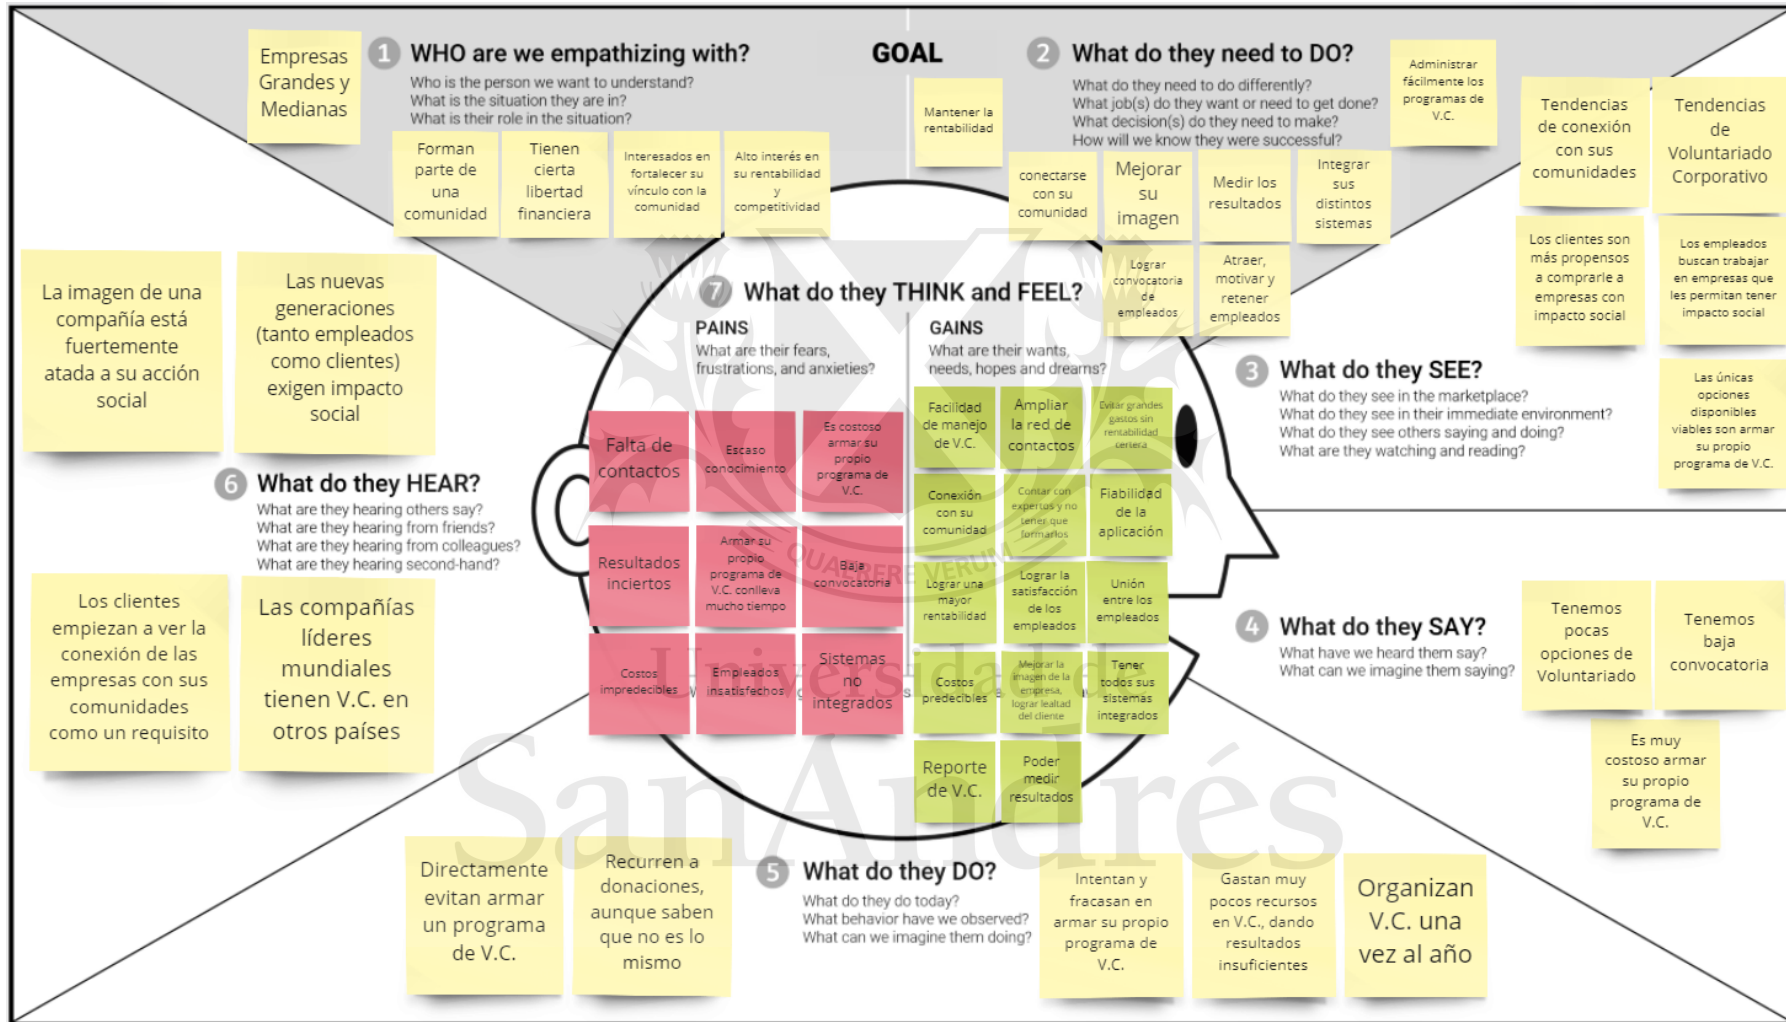 Empresas
Grandes y
Medianas
1 WHO are we empathizing with?
Who is the person we want to understand?
What is the situation they are in?
What is their role in the situation?
Forman
parte de
una
comunidad
Tienen
cierta
libertad
financiera
Interesados en
fortalecer su
vínculo con la
comunidad
Alto interés en
su rentabilidad
y
competitividad
GOAL
Mantener la
rentabilidad
2 What do they need to DO?
What do they need to do differently?
What job(s) do they want or need to get done?
What decision(s) do they need to make?
How will we know they were successful?
Administrar
fácilmente los
programas de
V.C.
conectarse
con su
comunidad
Mejorar
su
imagen
Medir los
resultados
Integrar
sus
distintos
sistemas
Lograr
convocatoria
de
empleados
Atraer,
motivar y
retener
empleados
Tendencias
de conexión
con sus
comunidades
Tendencias
de
Voluntariado
Corporativo
Los clientes son
más propensos
a comprarle a
empresas con
impacto social
Los empleados
buscan trabajar
en empresas que
les permitan tener
impacto social
Las únicas
opciones
disponibles
viables son armar
su propio
programa de V.C.
3 What do they SEE?
What do they see in the marketplace?
What do they see in their immediate environment?
What do they see others saying and doing?
What are they watching and reading?
4 What do they SAY?
What have we heard them say?
What can we imagine them saying?
Tenemos
pocas
opciones de
Voluntariado
Tenemos
baja
convocatoria
Es muy
costoso armar
su propio
programa de
V.C.
5 What do they DO?
What do they do today?
What behavior have we observed?
What can we imagine them doing?
Directamente
evitan armar
un programa
de V.C.
Recurren a
donaciones,
aunque saben
que no es lo
mismo
Intentan y
fracasan en
armar su propio
programa de
V.C.
Gastan muy
pocos recursos
en V.C., dando
resultados
insuficientes
Organizan
V.C. una
vez al año
La imagen de una
compañía está
fuertemente
atada a su acción
social
Las nuevas
generaciones
(tanto empleados
como clientes)
exigen impacto
social
6 What do they HEAR?
What are they hearing others say?
What are they hearing from friends?
What are they hearing from colleagues?
What are they hearing second-hand?
Los clientes
empiezan a ver la
conexión de las
empresas con sus
comunidades
como un requisito
Las compañías
líderes
mundiales
tienen V.C. en
otros países
7 What do they THINK and FEEL?
PAINS
What are their fears,
frustrations, and anxieties?
Falta de
contactos
Escaso
conocimiento
Es costoso
armar su
propio
programa de
V.C.
Resultados
inciertos
Armar su
propio
programa de
V.C. conlleva
mucho tiempo
Baja
convocatoria
Costos
impredecibles
Empleados
insatisfechos
Sistemas
no
integrados
GAINS
What are their wants,
needs, hopes and dreams?
Facilidad
de manejo
de V.C.
Ampliar
la red de
contactos
Evitar grandes
gastos sin
rentabilidad
certera
Conexión
con su
comunidad
Contar con
expertos y no
tener que
formarlos
Fiabilidad
de la
aplicación
Lograr una
mayor
rentabilidad
Lograr la
satisfacción
de los
empleados
Unión
entre los
empleados
Costos
predecibles
Mejorar la
imagen de la
empresa,
lograr lealtad
del cliente
Tener
todos sus
sistemas
integrados
Reporte
de V.C.
Poder
medir
resultados
QUAERERE VERUM
Universidad de
SanAndrés